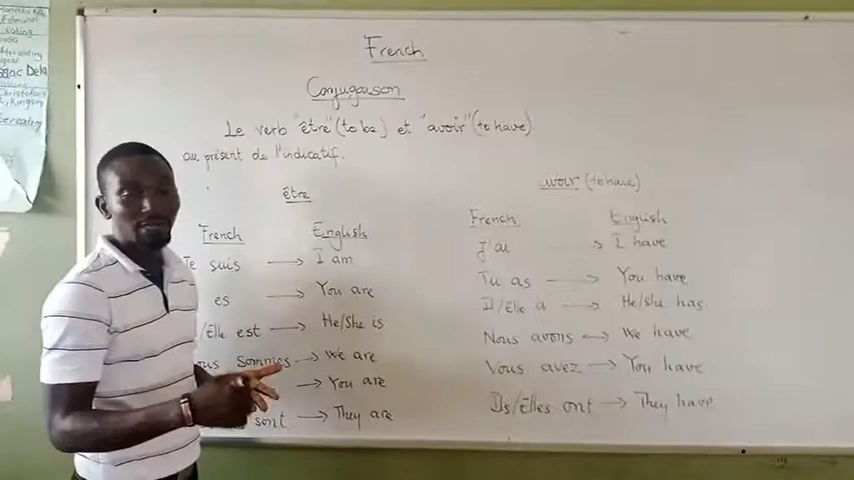 French
Conjugaison
Le verb "être" (to be) et "avoir" (to have)
au présent de l'indicatif.
être
French English
suis → I am
es → You are
/Elle est → He/She is
Sommes → We are
→ You are
sont → They are
avoir (to have)
French English
J'ai → I have
Tu as → You have
Il/Elle a → He/She has
Nous avons → We have
Vous avez → You have
Ils/Elles ont → They have